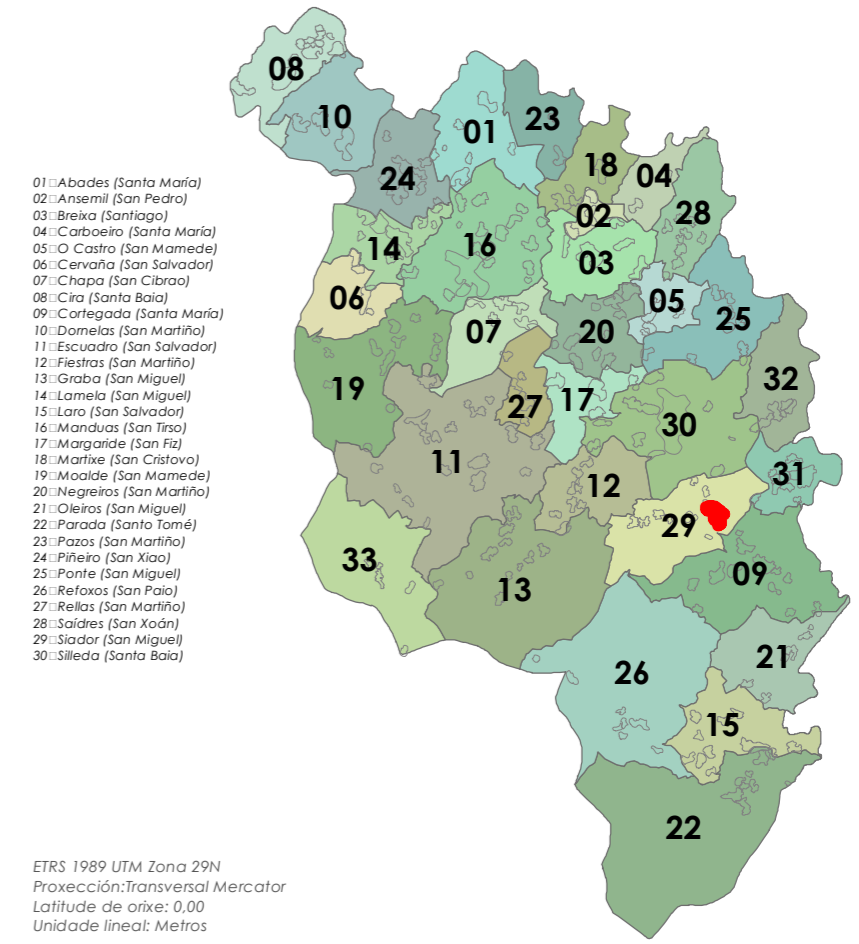 08
10
01
23
18
04
24
02
28
14
16
03
06
05
07
20
25
19
32
27
17
30
11
12
31
29
33
13
09
26
21
15
22
01□Abades (Santa María)
02□Ansemil (San Pedro)
03□Breixa (Santiago)
04□Carboeiro (Santa María)
05□O Castro (San Mamede)
06□Cervaña (San Salvador)
07□Chapa (San Cibrao)
08□Cira (Santa Baia)
09□Cortegada (Santa María)
10□Dornelas (San Martiño)
11□Escuadro (San Salvador)
12□Fiestras (San Martiño)
13□Graba (San Miguel)
14□Lamela (San Miguel)
15□Laro (San Salvador)
16□Manduas (San Tirso)
17□Margaride (San Fiz)
18□Martixe (San Cristovo)
19□Moalde (San Mamede)
20□Negreiros (San Martiño)
21□Oleiros (San Miguel)
22□Parada (Santo Tomé)
23□Pazos (San Martiño)
24□Piñeiro (San Xiao)
25□Ponte (San Miguel)
26□Refoxos (San Paio)
27□Rellas (San Martiño)
28□Saídres (San Xoán)
29□Siador (San Miguel)
30□Silleda (Santa Baia)
ETRS 1989 UTM Zona 29N
Proxección:Transversal Mercator
Latitude de orixe: 0,00
Unidade lineal: Metros